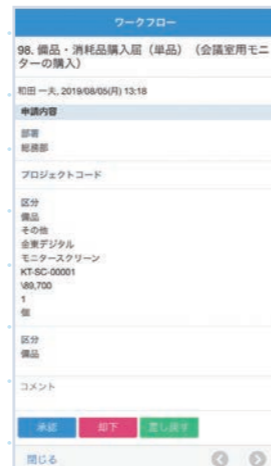 ワークフロー
98. 備品・消耗品購入届（単品）（会議室用モニ
ターの購入）
和田 一夫, 2019/08/05(月) 13:18
申請内容
部署
総務部
プロジェクトコード
区分
備品
その他
金東デジタル
モニタースクリーン
KT-SC-00001
\89,700
1
個
区分
備品
コメント
承認
却下
差し戻す
閉じる